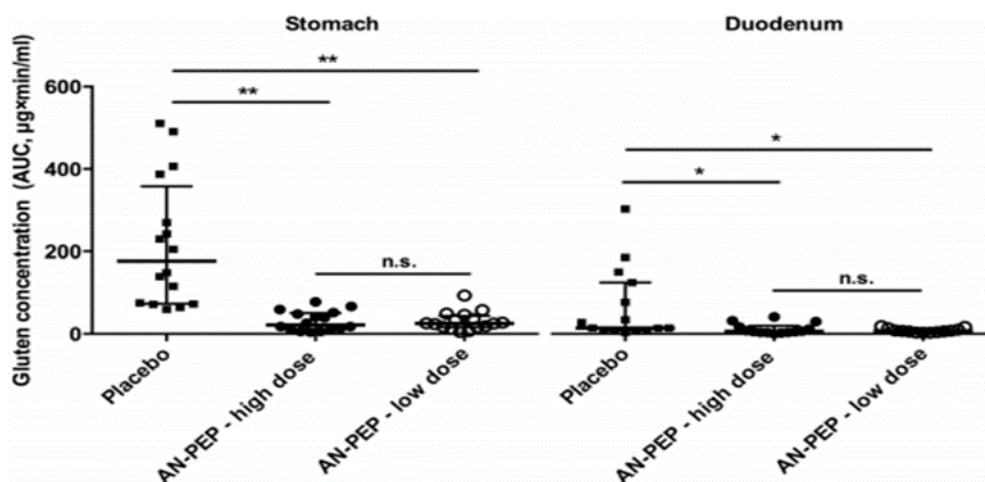 Stomach
Duodenum
Gluten concentration (AUC, µg×min/ml)
600
400
200
0
**
**
n.s.
*
*
n.s.
Placebo
AN-PEP - high dose
AN-PEP - low dose
Placebo
AN-PEP - high dose
AN-PEP - low dose